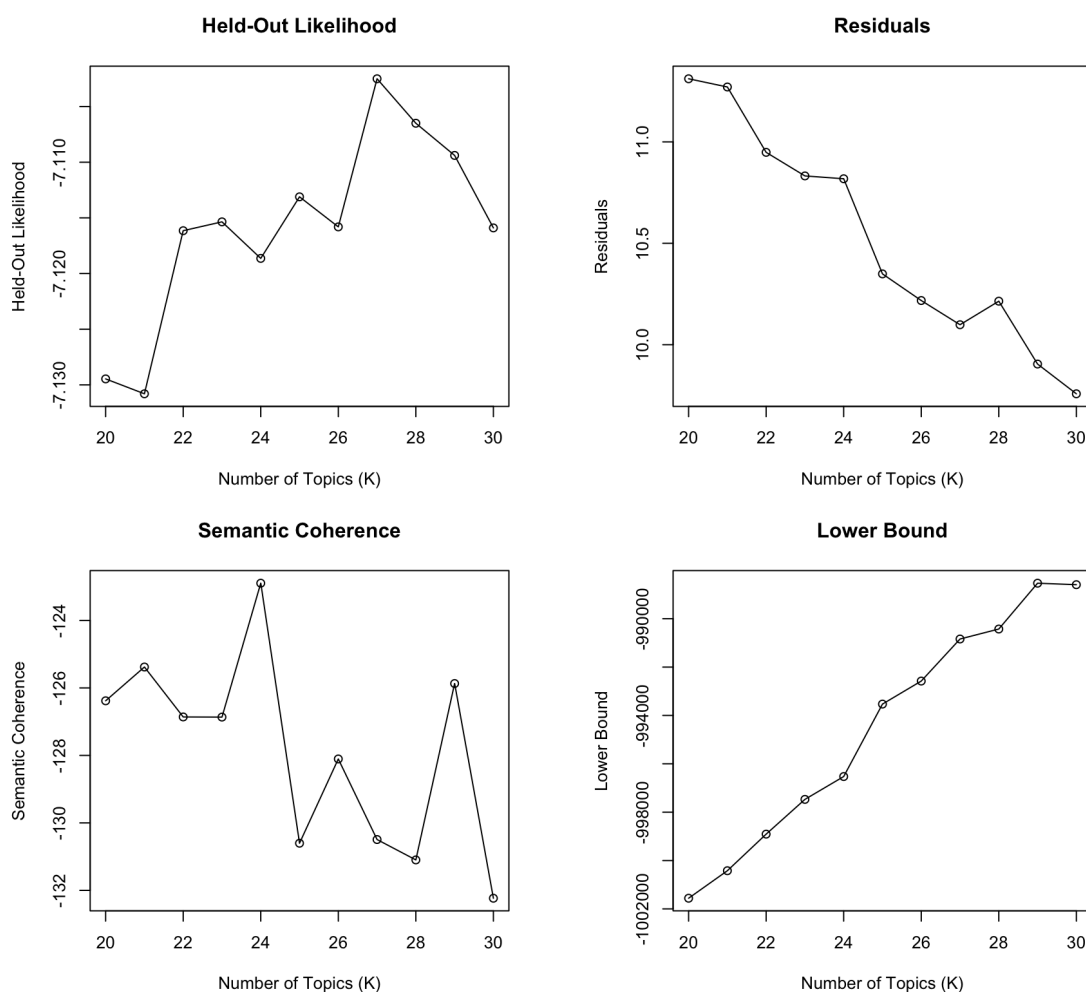 Held-Out Likelihood
Held-Out Likelihood
-7.110
-7.120
-7.130
20 22 24 26 28 30
Number of Topics (K)
Residuals
Residuals
11.0
10.5
10.0
20 22 24 26 28 30
Number of Topics (K)
Semantic Coherence
Semantic Coherence
-124
-126
-128
-130
-132
20 22 24 26 28 30
Number of Topics (K)
Lower Bound
Lower Bound
-990000
-994000
-998000
-1002000
20 22 24 26 28 30
Number of Topics (K)